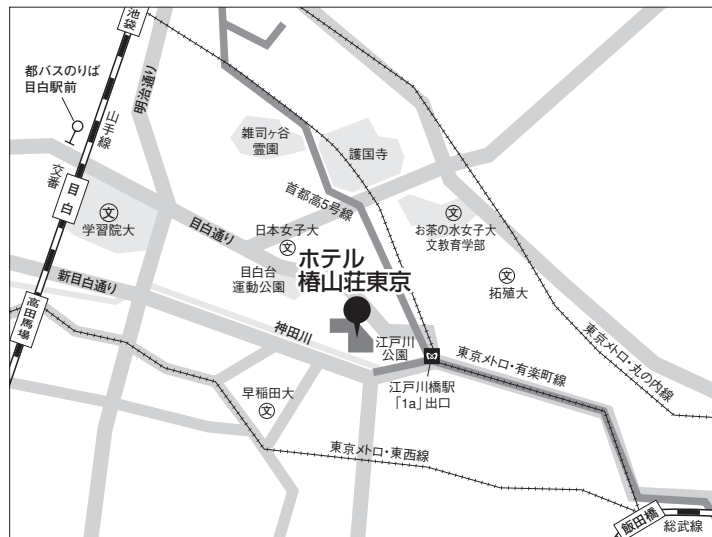 池袋
都バスのりば
目白駅前
山手線
明治通り
交番
目白
学習院大
雑司ヶ谷
霊園
護国寺
首都高5号線
目白通り
日本女子大
お茶の水女子大
文教育学部
拓殖大
新目白通り
目白台
運動公園
ホテル
椿山荘東京
高田馬場
神田川
江戸川
公園
江戸川橋駅
「1a」出口
東京メトロ・有楽町線
東京メトロ・丸の内線
早稲田大
東京メトロ・東西線
飯田橋
総武線
文
文
文
文
文